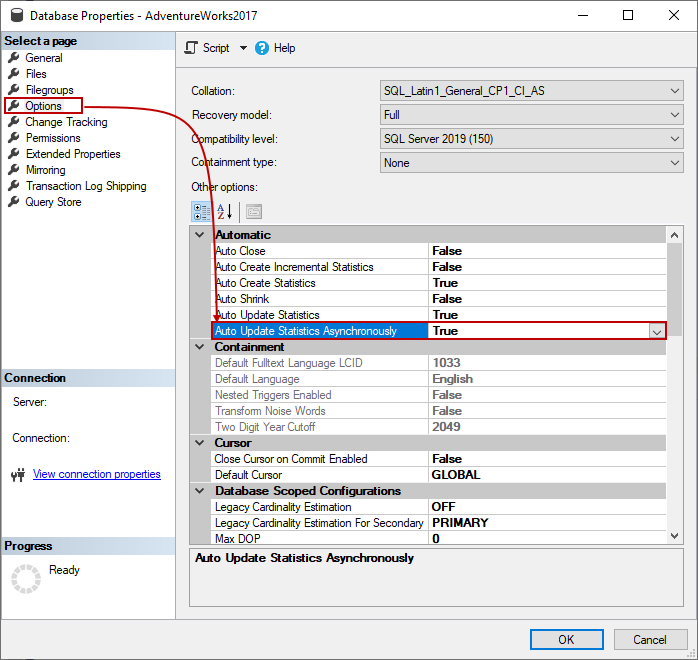 Database Properties - AdventureWorks2017
Select a page
General
Files
Filegroups
Options
Change Tracking
Permissions
Extended Properties
Mirroring
Transaction Log Shipping
Query Store
Connection
Server:
Connection:
View connection properties
Progress
Ready
Script
Help
Collation: SQL_Latin1_General_CP1_CI_AS
Recovery model: Full
Compatibility level: SQL Server 2019 (150)
Containment type: None
Other options:
A
Z
Automatic
Auto Close False
Auto Create Incremental Statistics False
Auto Create Statistics True
Auto Shrink False
Auto Update Statistics True
Auto Update Statistics Asynchronously True
Containment
Default Fulltext Language LCID 1033
Default Language English
Nested Triggers Enabled False
Transform Noise Words False
Two Digit Year Cutoff 2049
Cursor
Close Cursor on Commit Enabled False
Default Cursor GLOBAL
Database Scoped Configurations
Legacy Cardinality Estimation OFF
Legacy Cardinality Estimation For Secondary PRIMARY
Max DOP 0
Auto Update Statistics Asynchronously
OK
Cancel